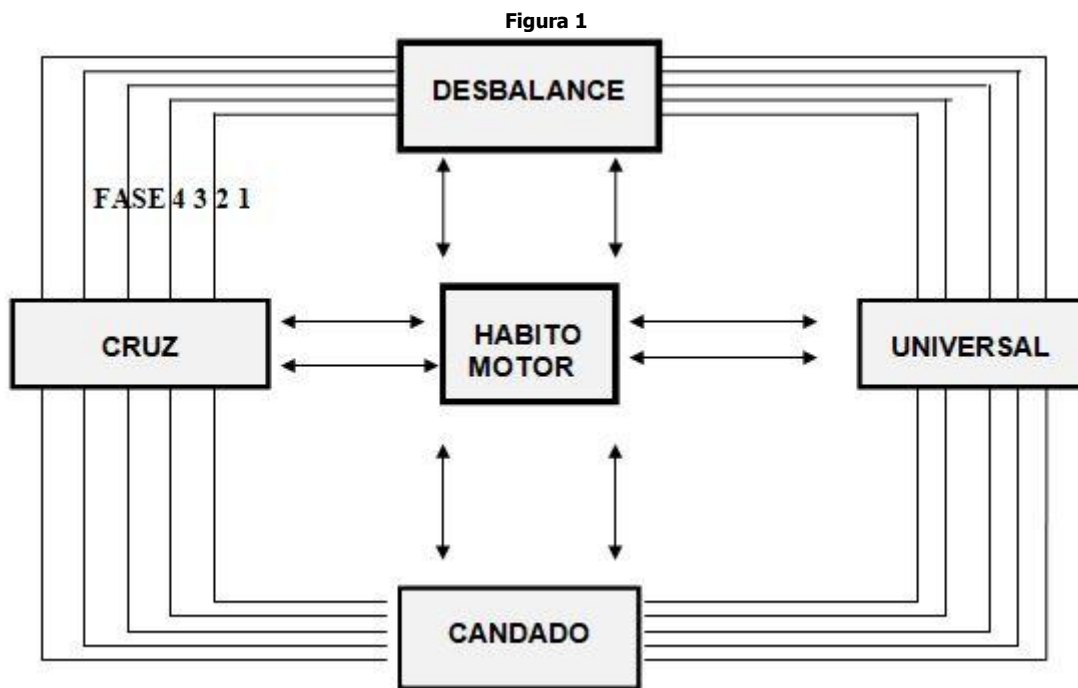 Figura 1
DESBALANCE
FASE 4 3 2 1
CRUZ
HABITO
MOTOR
UNIVERSAL
CANDADO